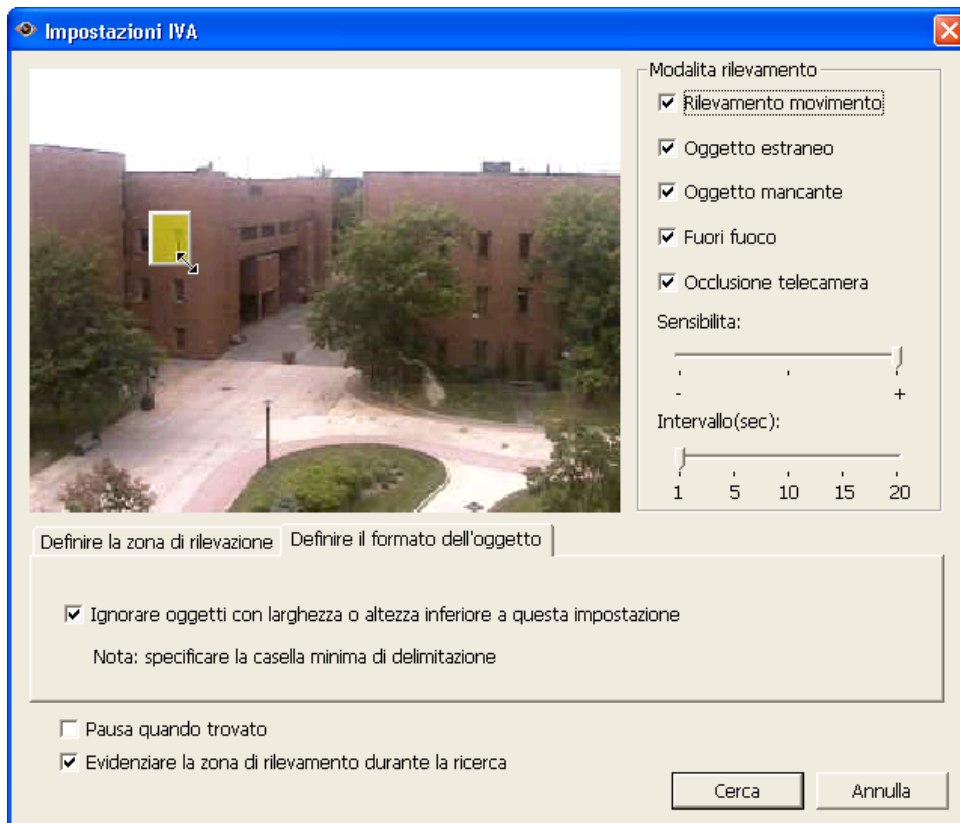 Impostazioni IVA
Modalita rilevamento
Rilevamento movimento
Oggetto estraneo
Oggetto mancante
Fuori fuoco
Occlusione telecamera
Sensibilita:
- +
Intervallo(sec):
1 5 10 15 20
Definire la zona di rilevazione
Definire il formato dell'oggetto
Ignorare oggetti con larghezza o altezza inferiore a questa impostazione
Nota: specificare la casella minima di delimitazione
Pausa quando trovato
Evidenziare la zona di rilevamento durante la ricerca
Cerca
Annulla